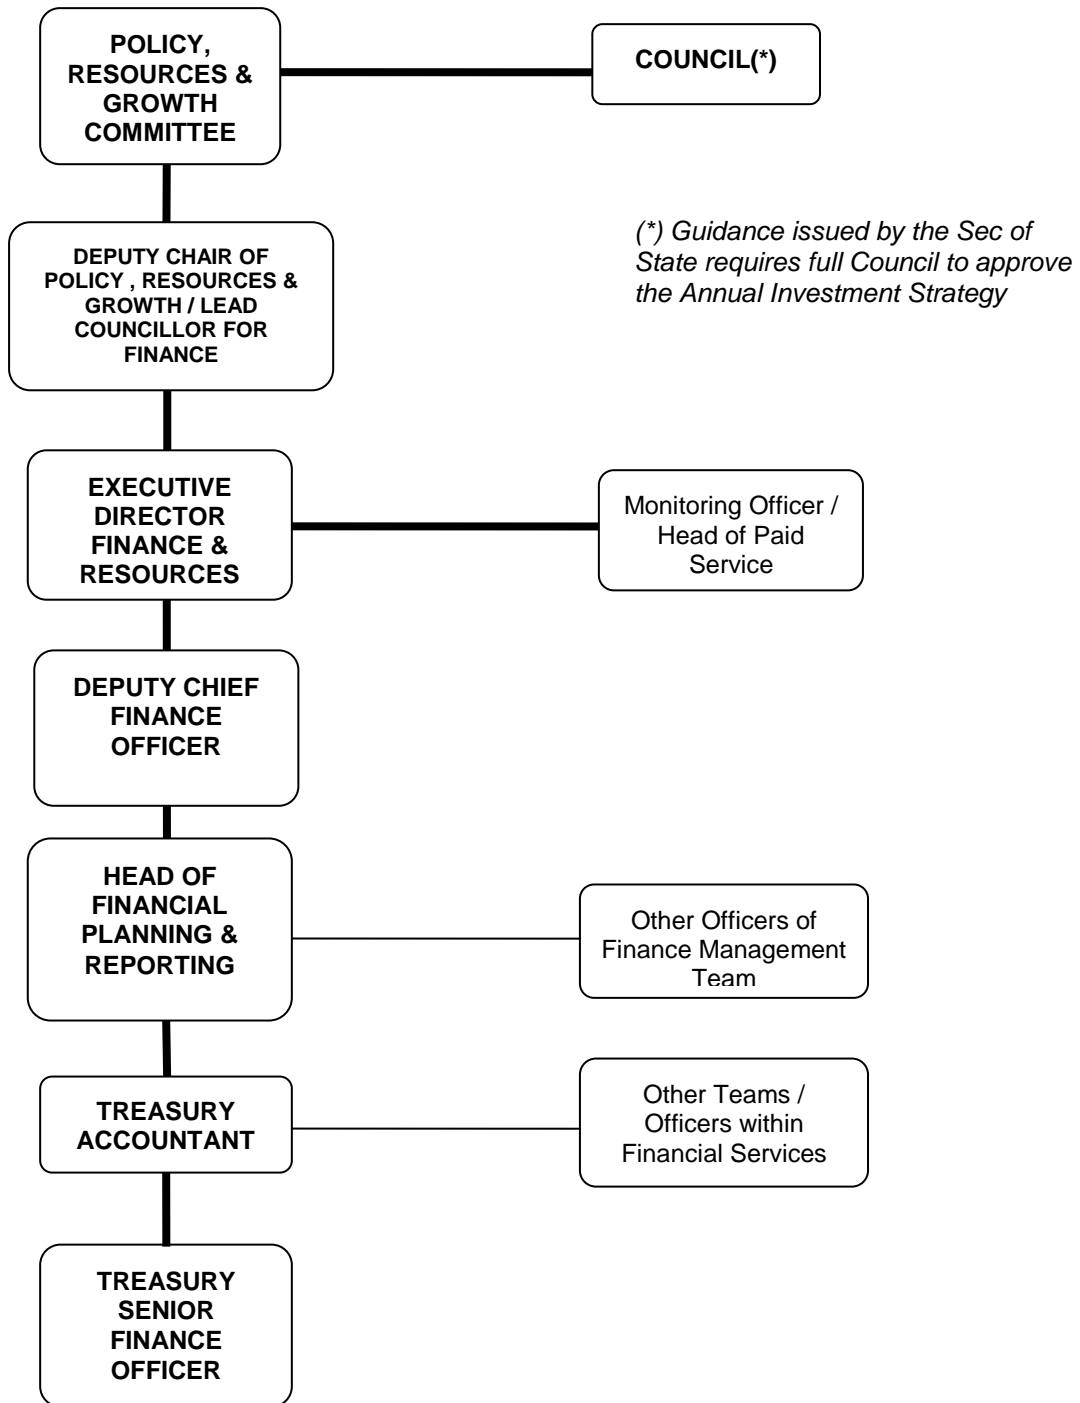 POLICY,
RESOURCES &
GROWTH
COMMITTEE
COUNCIL(*)
(*) Guidance issued by the Sec of
State requires full Council to approve
the Annual Investment Strategy
DEPUTY CHAIR OF
POLICY , RESOURCES &
GROWTH / LEAD
COUNCILLOR FOR
FINANCE
EXECUTIVE
DIRECTOR
FINANCE &
RESOURCES
Monitoring Officer /
Head of Paid
Service
DEPUTY CHIEF
FINANCE
OFFICER
HEAD OF
FINANCIAL
PLANNING &
REPORTING
Other Officers of
Finance Management
Team
TREASURY
ACCOUNTANT
Other Teams /
Officers within
Financial Services
TREASURY
SENIOR
FINANCE
OFFICER